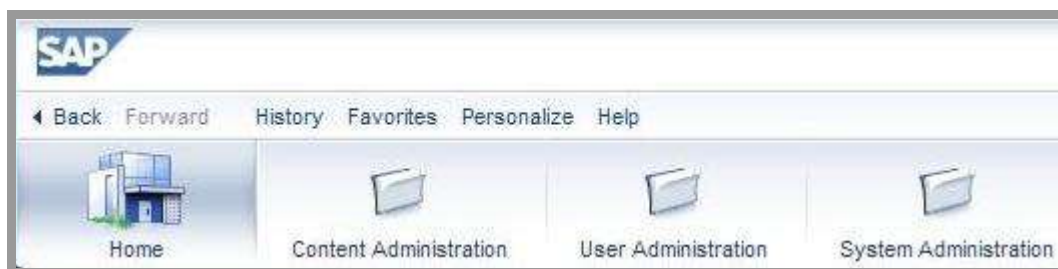 SAP
Back Forward History Favorites Personalize Help
Home Content Administration User Administration System Administration